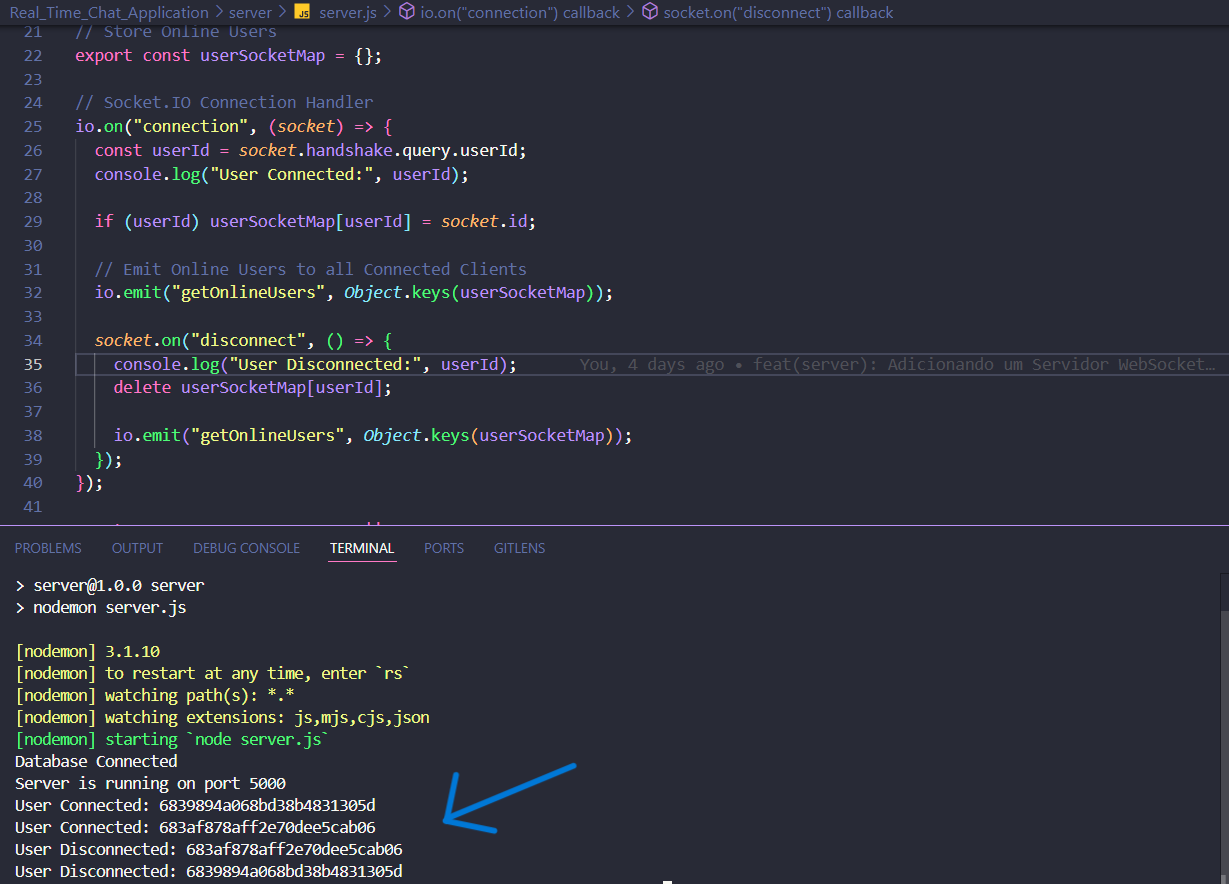 Real_Time_Chat_Application > server > JS server.js > io.on("connection") callback > socket.on("disconnect") callback
21 // Store Online Users
22 export const userSocketMap = {};
23
24 // Socket.IO Connection Handler
25 io.on("connection", (socket) => {
26 const userId = socket.handshake.query.userId;
27 console.log("User Connected:", userId);
28
29 if (userId) userSocketMap[userId] = socket.id;
30
31 // Emit Online Users to all Connected Clients
32 io.emit("getOnlineUsers", Object.keys(userSocketMap));
33
34 socket.on("disconnect", () => {
35 console.log("User Disconnected:", userId); You, 4 days ago • feat(server): Adicionando um Servidor WebSocket…
36 delete userSocketMap[userId];
37
38 io.emit("getOnlineUsers", Object.keys(userSocketMap));
39 });
40 });
41
PROBLEMS OUTPUT DEBUG CONSOLE TERMINAL PORTS GITLENS
> server@1.0.0 server
> nodemon server.js
[nodemon] 3.1.10
[nodemon] to restart at any time, enter `rs`
[nodemon] watching path(s): *.*
[nodemon] watching extensions: js,mjs,cjs,json
[nodemon] starting `node server.js`
Database Connected
Server is running on port 5000
User Connected: 6839894a068bd38b4831305d
User Connected: 683af878aff2e70dee5cab06
User Disconnected: 683af878aff2e70dee5cab06
User Disconnected: 6839894a068bd38b4831305d